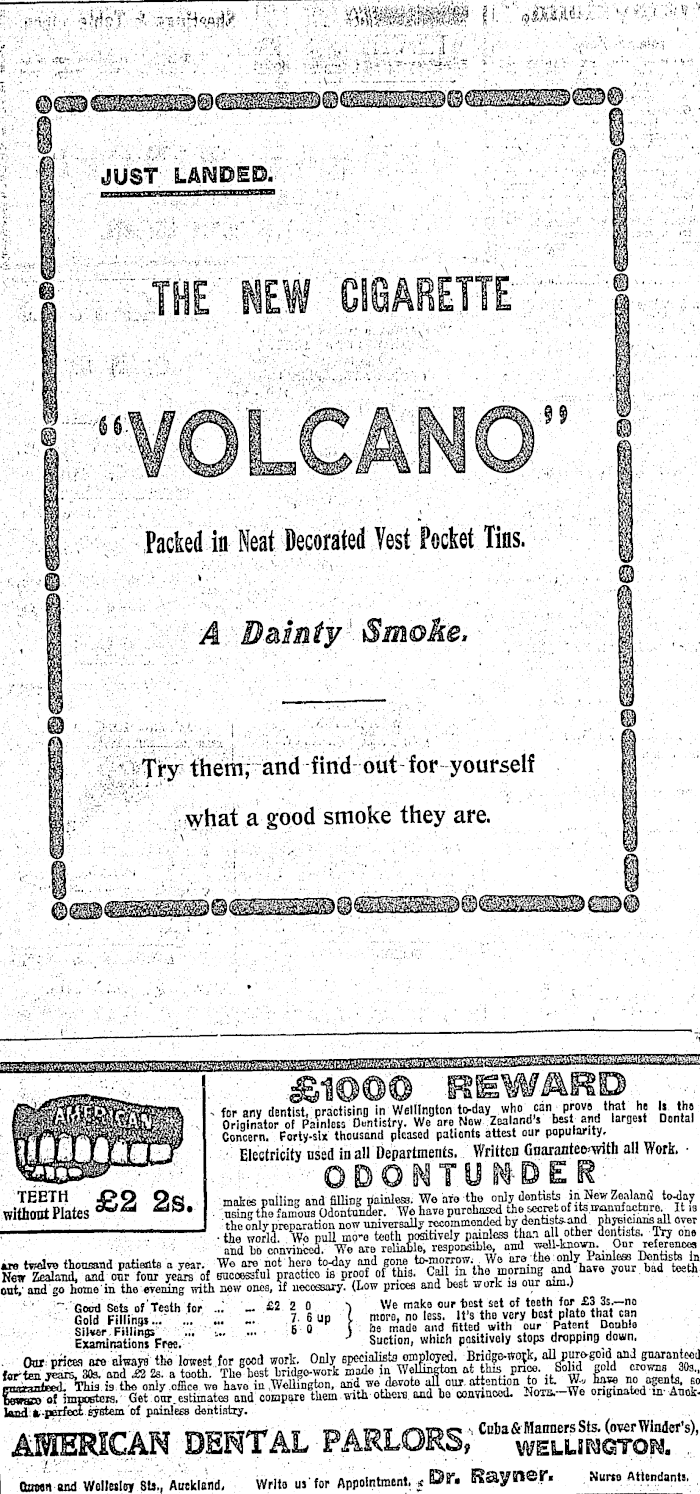 JUST LANDED.
THE NEW CIGARETTE
"VOLCANO"
Packed in Neat Decorated Vest Pocket Tins.
A Dainty Smoke.
Try them, and find out for yourself
what a good smoke they are.
AMERICAN
TEETH
without Plates £2 2s.
£1000 REWARD
for any dentist, practising in Wellington to-day who can prove that he is the
Originator of Painless Dentistry. We are New Zealand's best and largest Dental
Concern. Forty-six thousand pleased patients attest our popularity.
Electricity used in all Departments. Written Guarantee with all Work.
ODONTUNDER
makes pulling and filling painless. We are the only dentists in New Zealand to-day
using the famous Odontunder. We have purchased the secret of its manufacture. It is
the only preparation now universally recommended by dentists and physicians all over
the world. We pull more teeth positively painless than all other dentists. Try one
and be convinced. We are reliable, responsible, and well-known. Our references
are twelve thousand patients a year. We are not here to-day and gone to-morrow. We are the only Painless Dentists in
New Zealand, and our four years of successful practice is proof of this. Call in the morning and have your bad teeth
out, and go home in the evening with new ones, if necessary. (Low prices and best work is our aim.)
Good Sets of Teeth for ... ... £2 2 0
Gold Fillings ... ... ... ... 7 6 up
Silver Fillings ... ... ... 5 0
Examinations Free.
We make our best set of teeth for £3 3s.—no
more, no less. It's the very best plate that can
be made and fitted with our Patent Double
Suction, which positively stops dropping down.
Our prices are always the lowest for good work. Only specialists employed. Bridge-work, all pure gold and guaranteed
for ten years, 30s. and £2 2s. a tooth. The best bridge-work made in Wellington at this price. Solid gold crowns 30s.,
guaranteed. This is the only office we have in Wellington, and we devote all our attention to it. We have no agents, so
beware of imposters. Get our estimates and compare them with others and be convinced. NOTE.—We originated in Auck-
land a perfect system of painless dentistry.
AMERICAN DENTAL PARLORS, Cuba & Manners Sts. (over Winder's),
WELLINGTON.
Queen and Wellesley Sts., Auckland. Write us for Appointment. Dr. Rayner. Nurse Attendants.